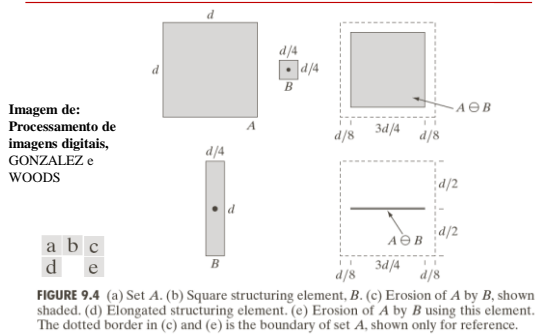 d
d
d/4
d/4
B
A
A ⊖ B
d/8
3d/4
d/8
Imagem de:
Processamento de
imagens digitais,
GONZALEZ e
WOODS
d/4
d
B
d/2
d/2
A ⊖ B
d/8
3d/4
d/8
a b c
d e
FIGURE 9.4 (a) Set A. (b) Square structuring element, B. (c) Erosion of A by B, shown
shaded. (d) Elongated structuring element. (e) Erosion of A by B using this element.
The dotted border in (c) and (e) is the boundary of set A, shown only for reference.